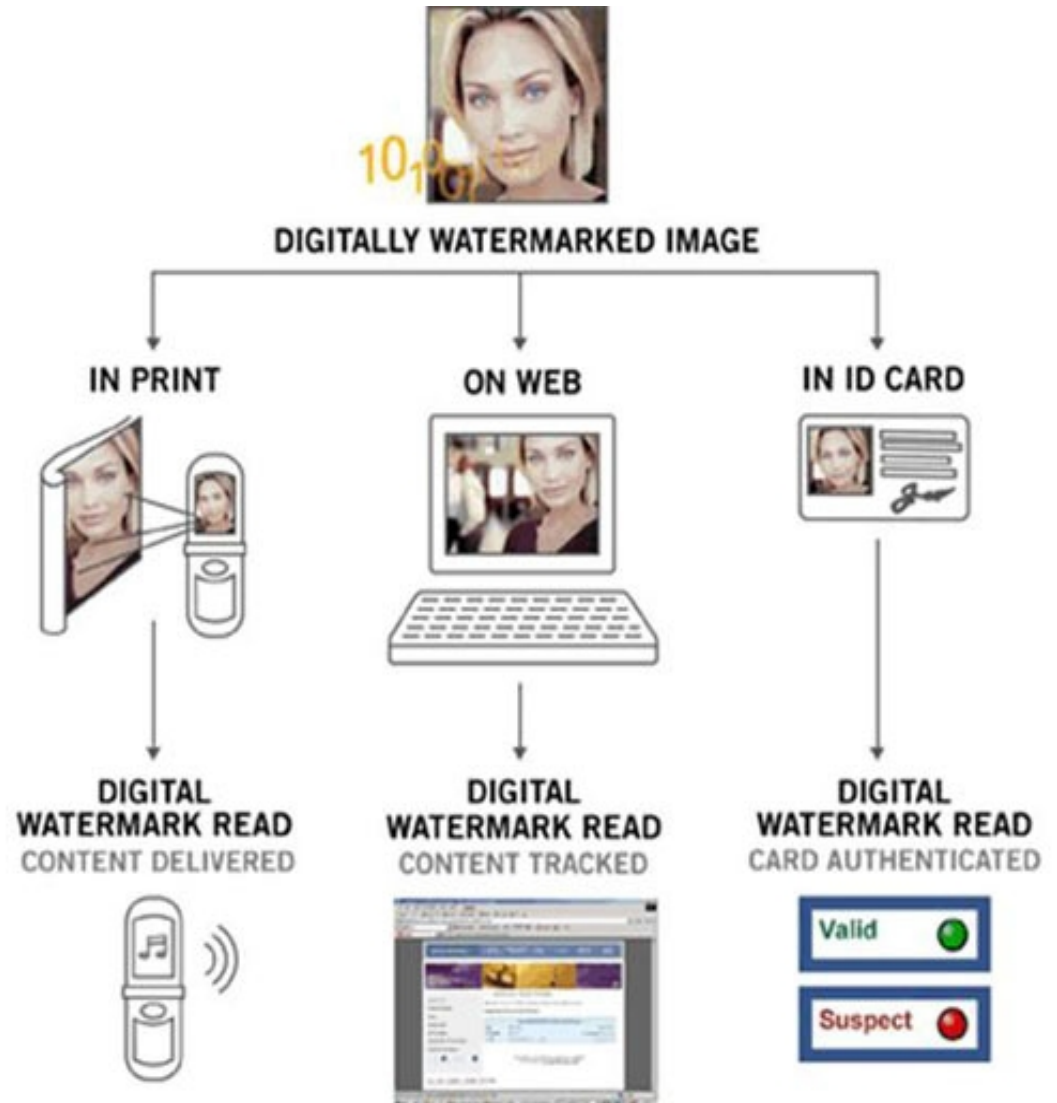 DIGITALLY WATERMARKED IMAGE
IN PRINT
ON WEB
IN ID CARD
DIGITAL
WATERMARK READ
CONTENT DELIVERED
DIGITAL
WATERMARK READ
CONTENT TRACKED
DIGITAL
WATERMARK READ
CARD AUTHENTICATED
Valid
Suspect